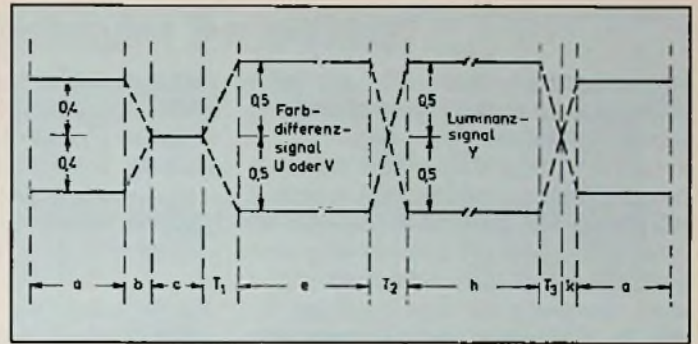 0,4
0,4
0,5
0,5
Farb-
differenz-
signal
U oder V
0,5
0,5
Luminanz-
signal
Y
a
b
c
T1
e
T2
h
T3
k
a